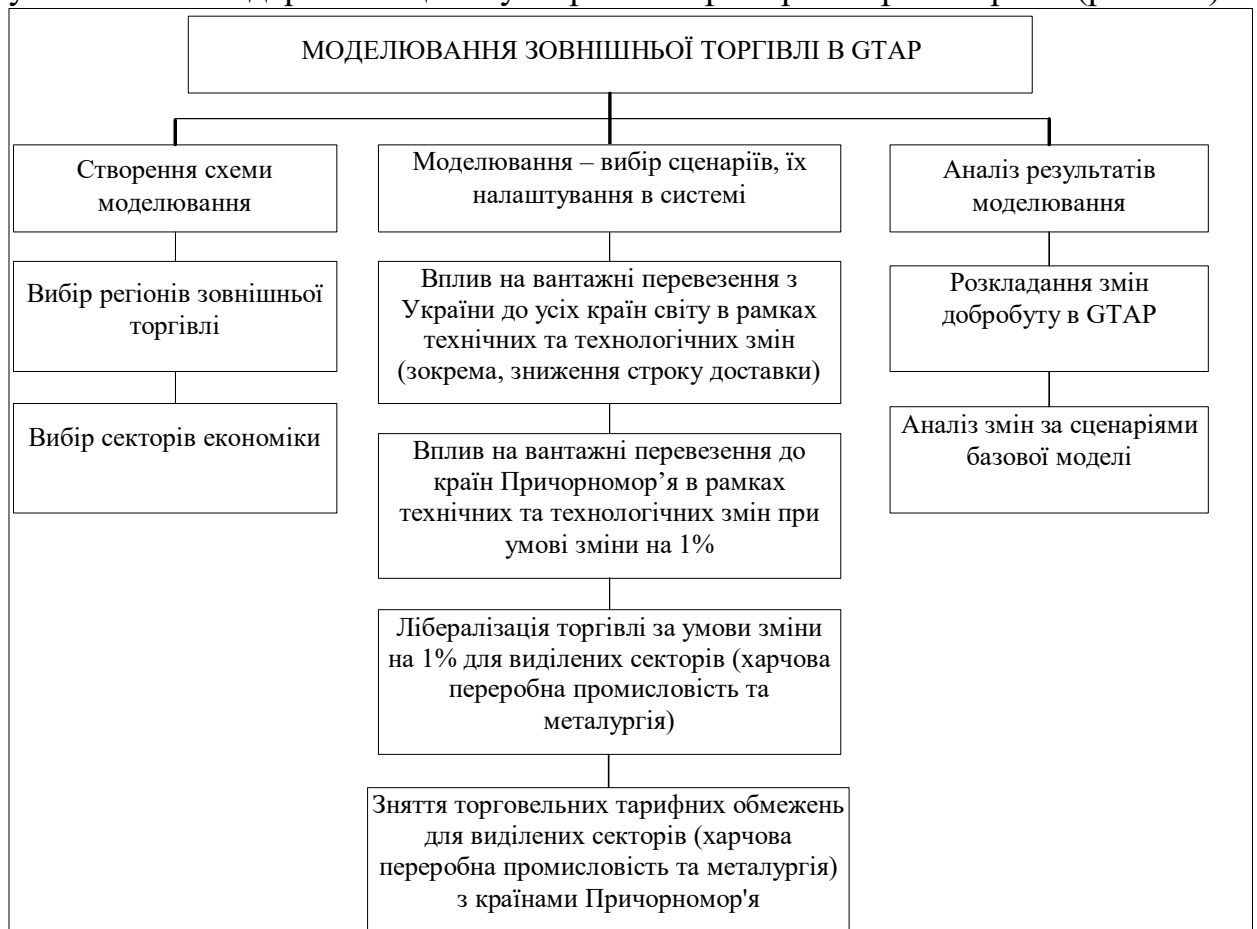 МОДЕЛЮВАННЯ ЗОВНІШНЬОЇ ТОРГІВЛІ В GTAP
Створення схеми
моделювання
Вибір регіонів зовнішньої
торгівлі
Вибір секторів економіки
Моделювання – вибір сценаріїв, їх
налаштування в системі
Вплив на вантажні перевезення з
України до усіх країн світу в рамках
технічних та технологічних змін
(зокрема, зниження строку доставки)
Вплив на вантажні перевезення до
країн Причорномор’я в рамках
технічних та технологічних змін при
умові зміни на 1%
Лібералізація торгівлі за умови зміни
на 1% для виділених секторів (харчова
переробна промисловість та
металургія)
Зняття торговельних тарифних обмежень
для виділених секторів (харчова
переробна промисловість та металургія)
з країнами Причорномор'я
Аналіз результатів
моделювання
Розкладання змін
добробуту в GTAP
Аналіз змін за сценаріями
базової моделі